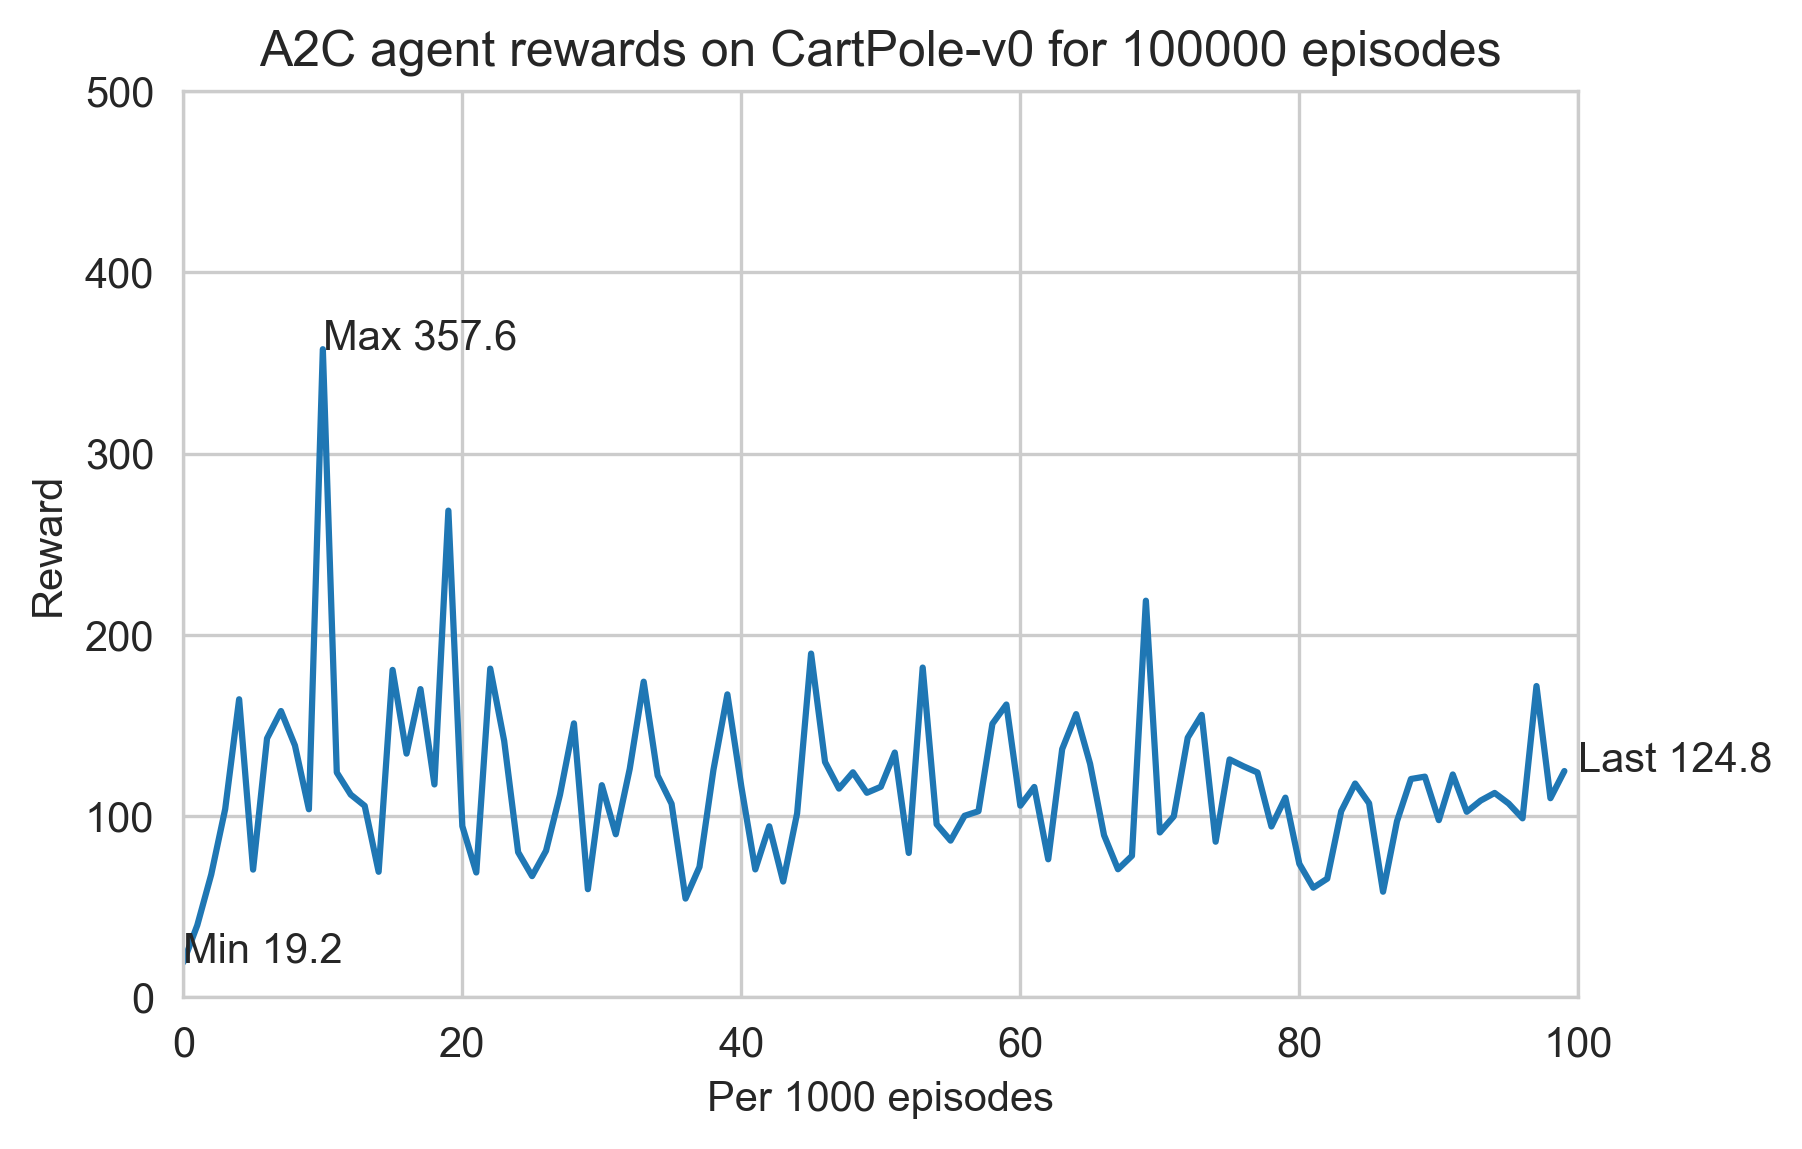 A2C agent rewards on CartPole-v0 for 100000 episodes
500
400
300
200
100
0
Reward
Max 357.6
Min 19.2
Last 124.8
0 20 40 60 80 100
Per 1000 episodes